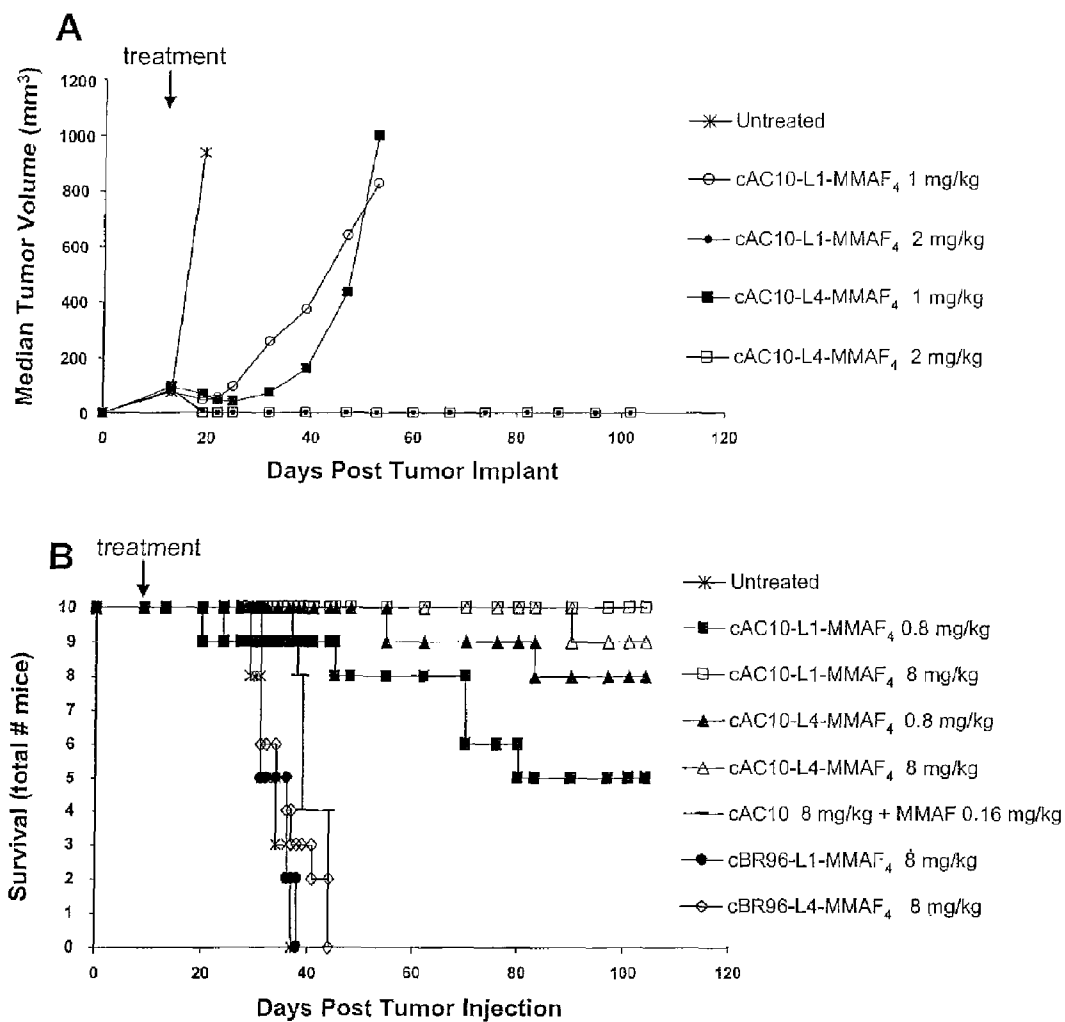 A
treatment
1200
1000
800
600
400
200
0
Median Tumor Volume (mm³)
0 20 40 60 80 100 120
Days Post Tumor Implant
Untreated
cAC10-L1-MMAF₄ 1 mg/kg
cAC10-L1-MMAF₄ 2 mg/kg
cAC10-L4-MMAF₄ 1 mg/kg
cAC10-L4-MMAF₄ 2 mg/kg
B
treatment
10
9
8
7
6
5
4
3
2
1
0
Survival (total # mice)
0 20 40 60 80 100 120
Days Post Tumor Injection
Untreated
cAC10-L1-MMAF₄ 0.8 mg/kg
cAC10-L1-MMAF₄ 8 mg/kg
cAC10-L4-MMAF₄ 0.8 mg/kg
cAC10-L4-MMAF₄ 8 mg/kg
cAC10 8 mg/kg + MMAF 0.16 mg/kg
cBR96-L1-MMAF₄ 8 mg/kg
cBR96-L4-MMAF₄ 8 mg/kg